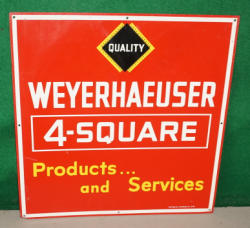 QUALITY
WEYERHAEUSER
4-SQUARE
Products...
and Services